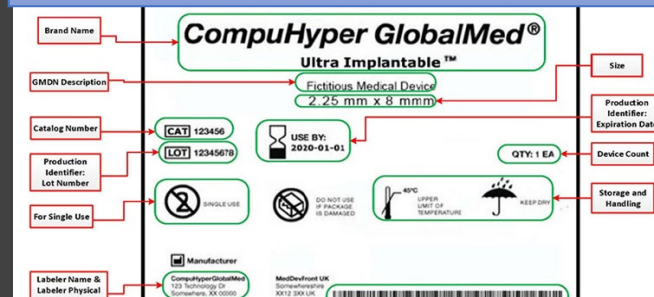 Brand Name
CompuHyper GlobalMed®
Ultra Implantable™
GMDN Description
Fictitious Medical Device
2.25 mm x 8 mmm
Size
Catalog Number
CAT 123456
LOT 12345678
Production
Identifier:
Lot Number
USE BY:
2020-01-01
Production
Identifier:
Expiration Date
QTY: 1 EA
Device Count
For Single Use
2
SINGLE USE
DO NOT USE
IF PACKAGE
IS DAMAGED
45°C
UPPER
LIMIT OF
TEMPERATURE
KEEP DRY
Storage and
Handling
Manufacturer
Labeler Name &
Labeler Physical
CompuHyperGlobalMed
123 Technology Dr
Somewhere, XX 00000
MedDevFront UK
Somewhereshire
XX12 3XX UK